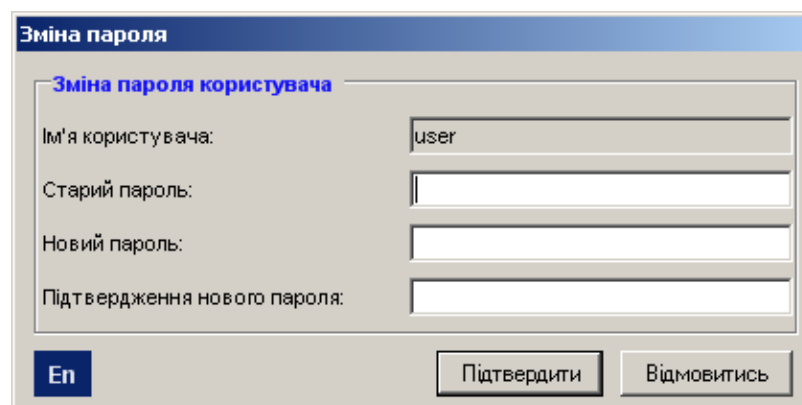 Зміна пароля
Зміна пароля користувача
Ім'я користувача: user
Старий пароль:
Новий пароль:
Підтвердження нового пароля:
En Підтвердити Відмовитись